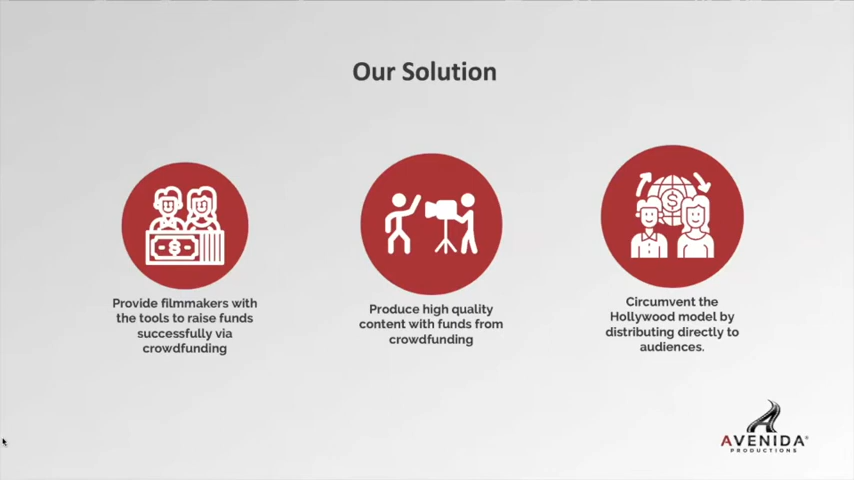 Our Solution
Provide filmmakers with
the tools to raise funds
successfully via
crowdfunding
Produce high quality
content with funds from
crowdfunding
Circumvent the
Hollywood model by
distributing directly to
audiences.
AVENIDA®
PRODUCTIONS